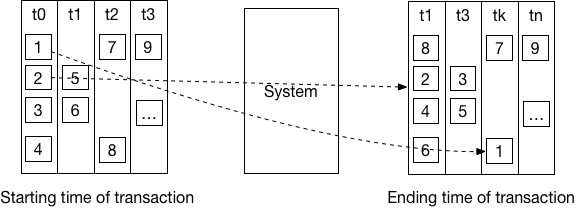 t0 t1 t2 t3
1 7 9
2 5
3 6 ...
4 8
Starting time of transaction
System
t1 t3 tk tn
8 7 9
2 3
4 5 ...
6 1
Ending time of transaction